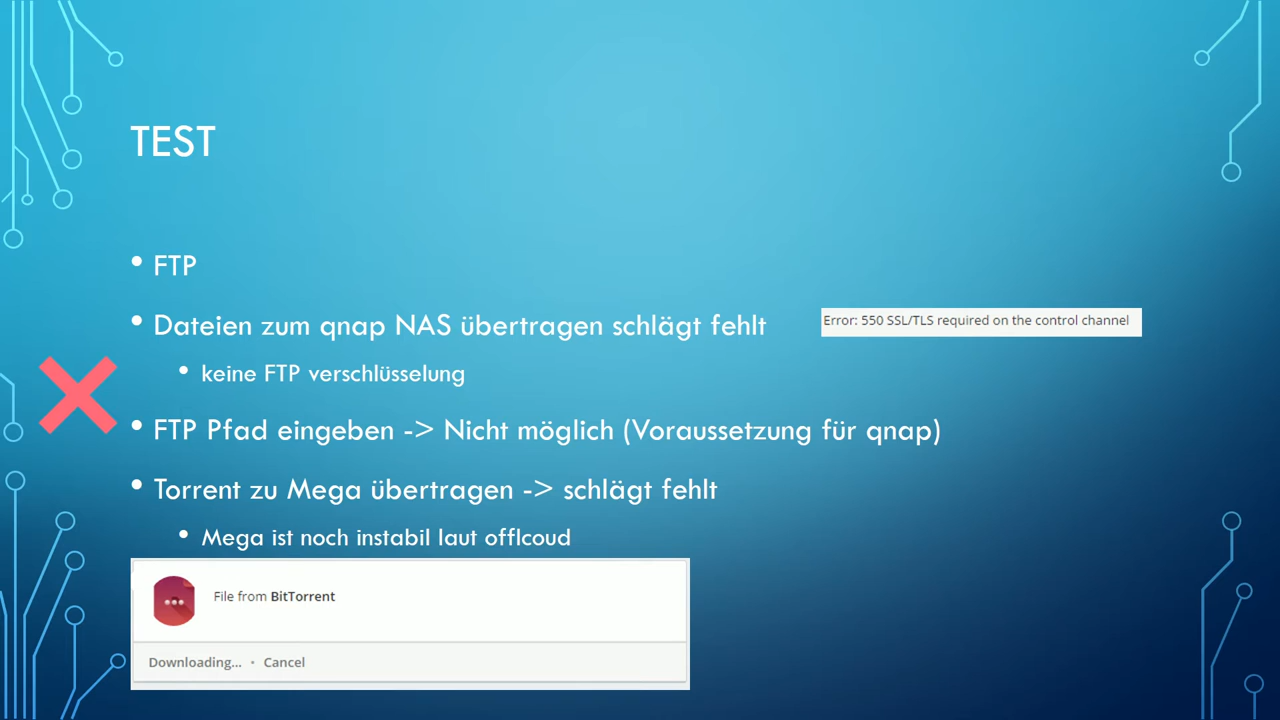 TEST
• FTP
• Dateien zum qnap NAS übertragen schlägt fehlt
Error: 550 SSL/TLS required on the control channel
• keine FTP verschlüsselung
• FTP Pfad eingeben -> Nicht möglich (Voraussetzung für qnap)
• Torrent zu Mega übertragen -> schlägt fehlt
• Mega ist noch instabil laut offlcoud
File from BitTorrent
Downloading... • Cancel